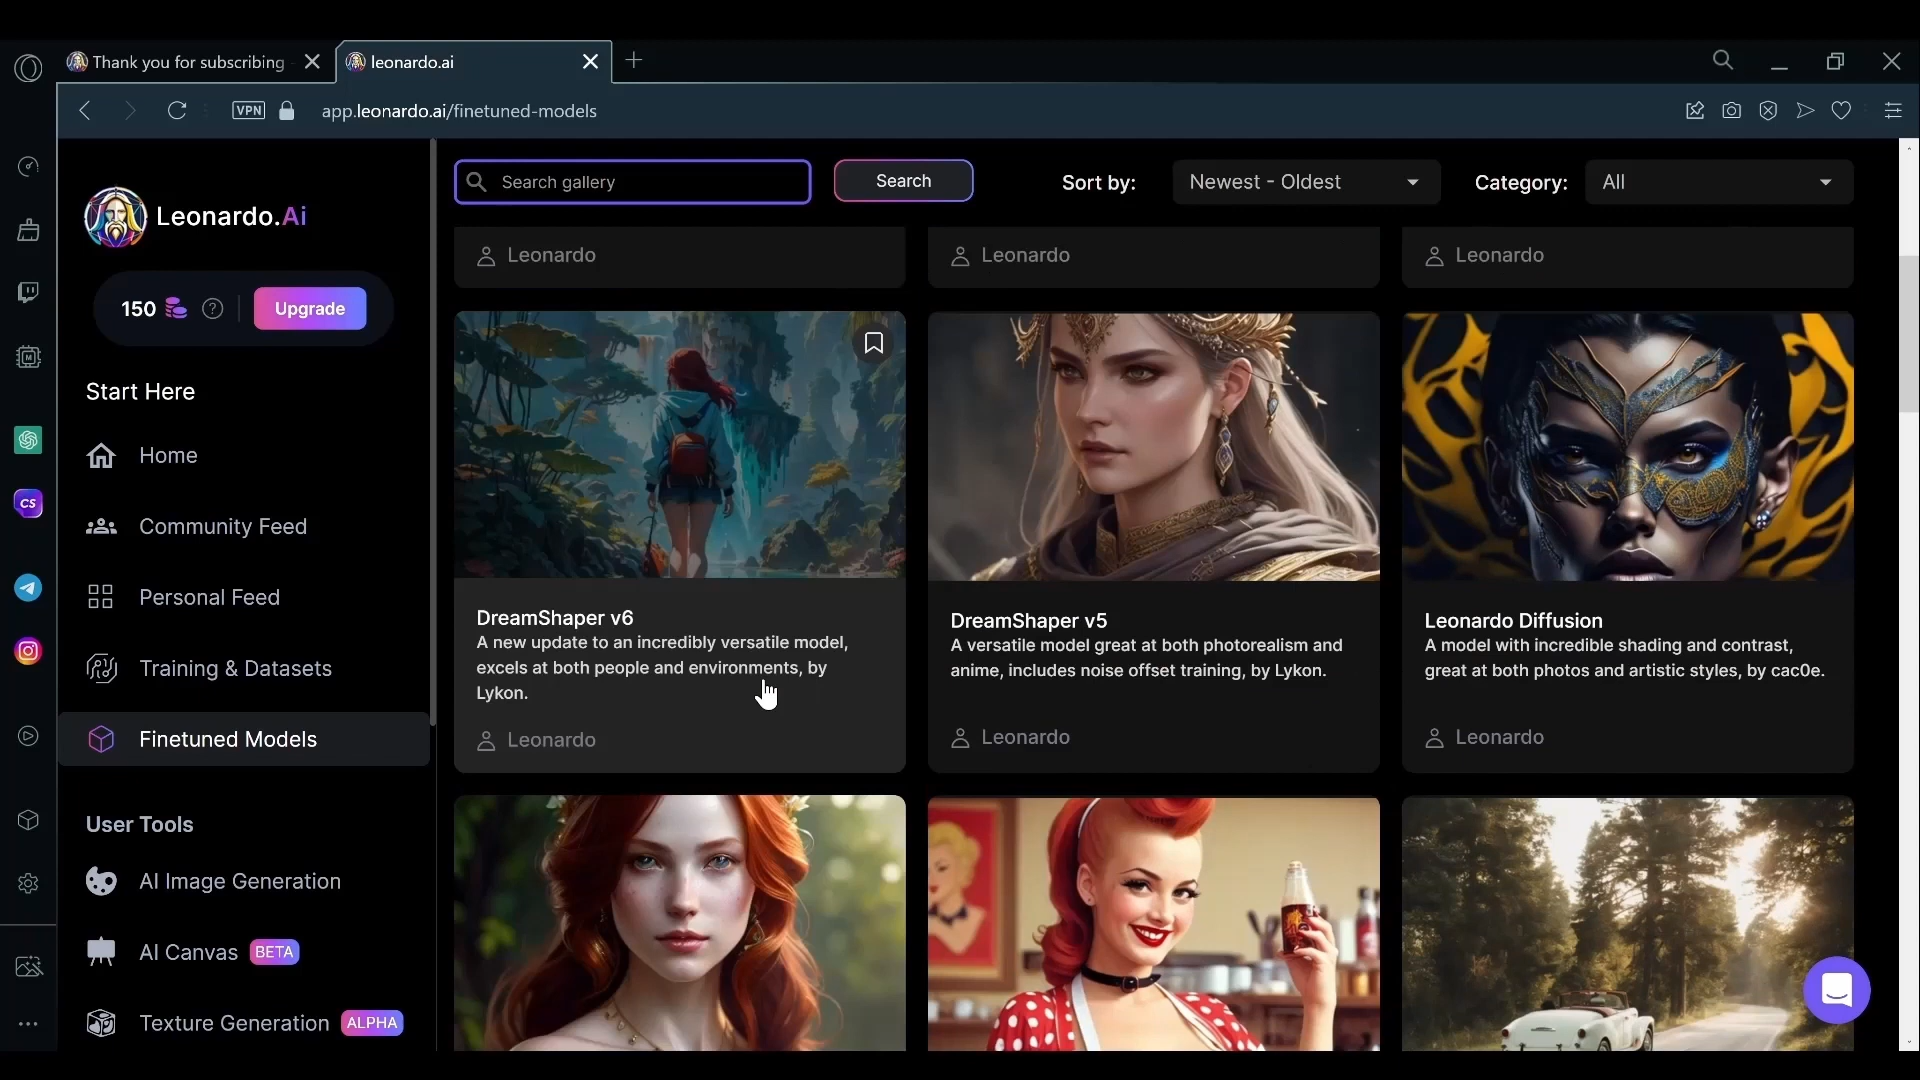 Thank you for subscribing
leonardo.ai
VPN
app.leonardo.ai/finetuned-models
Leonardo.Ai
150
Upgrade
Start Here
Home
Community Feed
Personal Feed
Training & Datasets
Finetuned Models
User Tools
AI Image Generation
AI Canvas BETA
Texture Generation ALPHA
CS
Search gallery
Search
Sort by:
Newest - Oldest
Category:
All
Leonardo
Leonardo
Leonardo
DreamShaper v6
A new update to an incredibly versatile model,
excels at both people and environments, by
Lykon.
Leonardo
DreamShaper v5
A versatile model great at both photorealism and
anime, includes noise offset training, by Lykon.
Leonardo
Leonardo Diffusion
A model with incredible shading and contrast,
great at both photos and artistic styles, by cac0e.
Leonardo